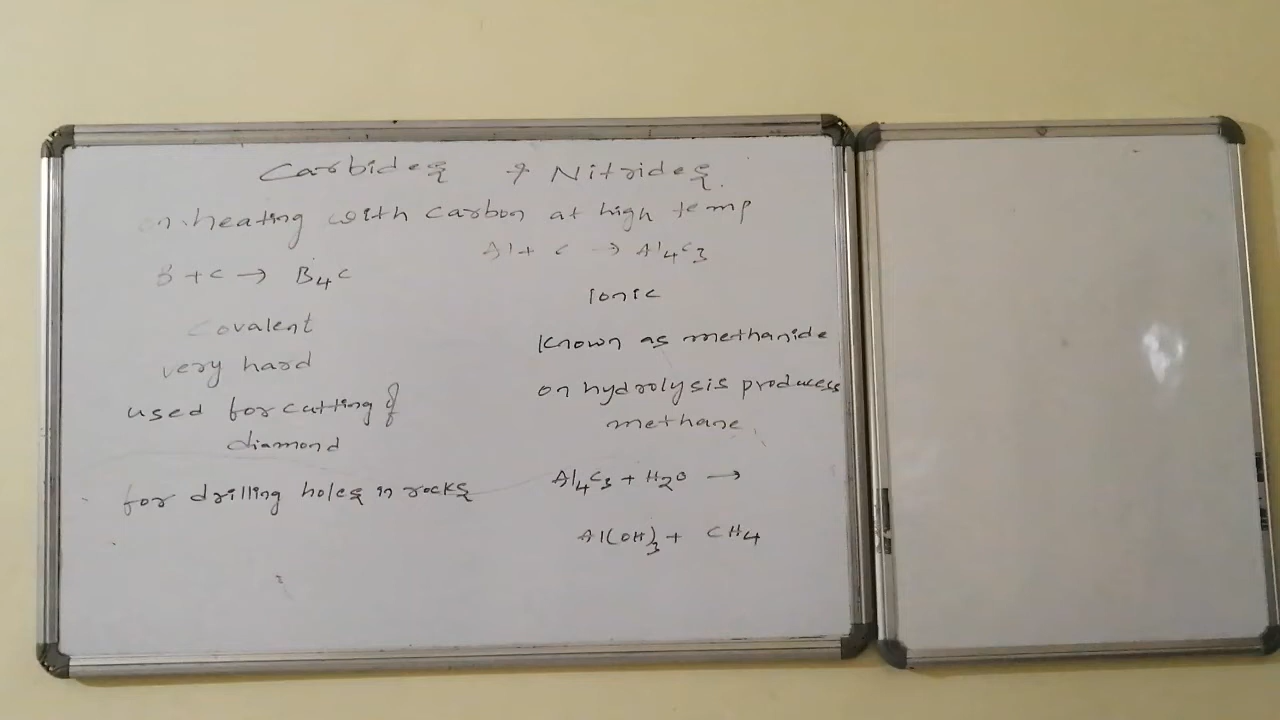 Carbides & Nitrides.
on heating with carbon at high temp
B + C → B4C
Covalent
very hard
used for cutting of
diamond
for drilling holes in rocks
Al + C → Al4C3
Ionic
Known as methanide
on hydrolysis producess
methane
Al4C3 + H2O →
Al(OH)3 + CH4